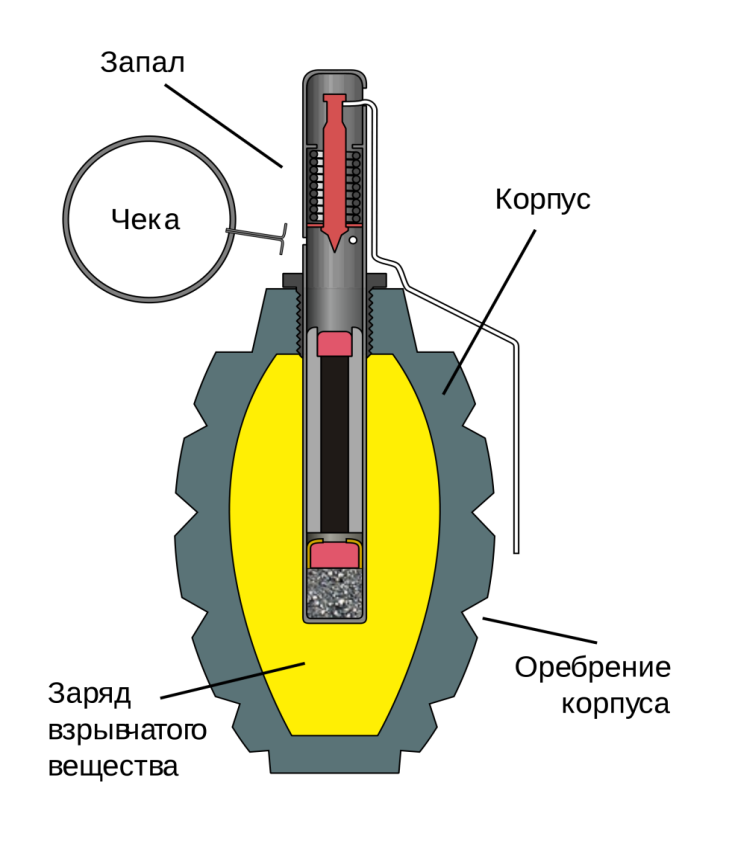 Запал
Чека
Корпус
Оребрение
корпуса
Заряд
взрывчатого
вещества